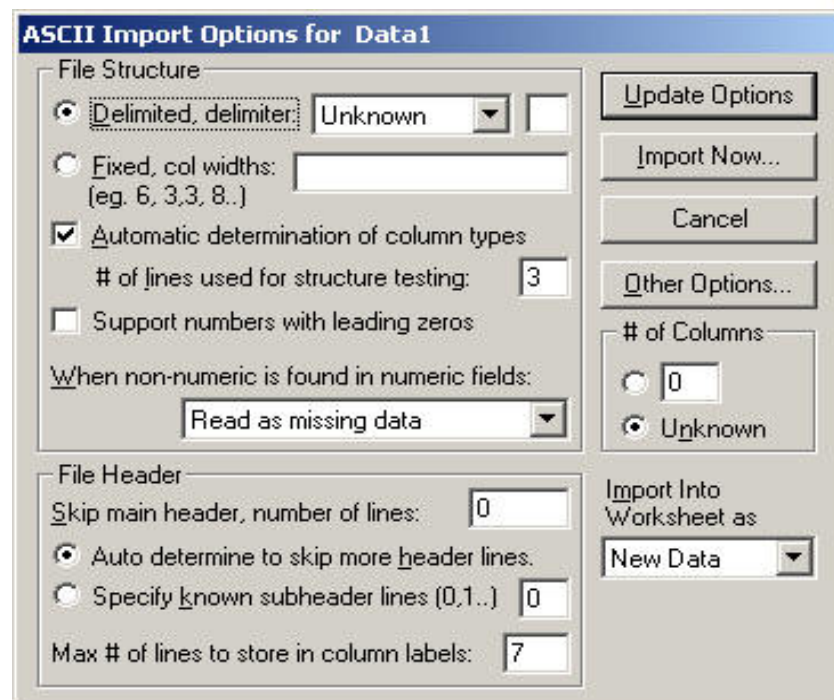 ASCII Import Options for Data1
File Structure
Delimited, delimiter: Unknown
Fixed, col widths:
(eg. 6, 3,3, 8..)
Automatic determination of column types
# of lines used for structure testing: 3
Support numbers with leading zeros
When non-numeric is found in numeric fields:
Read as missing data
File Header
Skip main header, number of lines: 0
Auto determine to skip more header lines.
Specify known subheader lines (0,1..) 0
Max # of lines to store in column labels: 7
Update Options
Import Now...
Cancel
Other Options...
# of Columns
0
Unknown
Import Into
Worksheet as
New Data